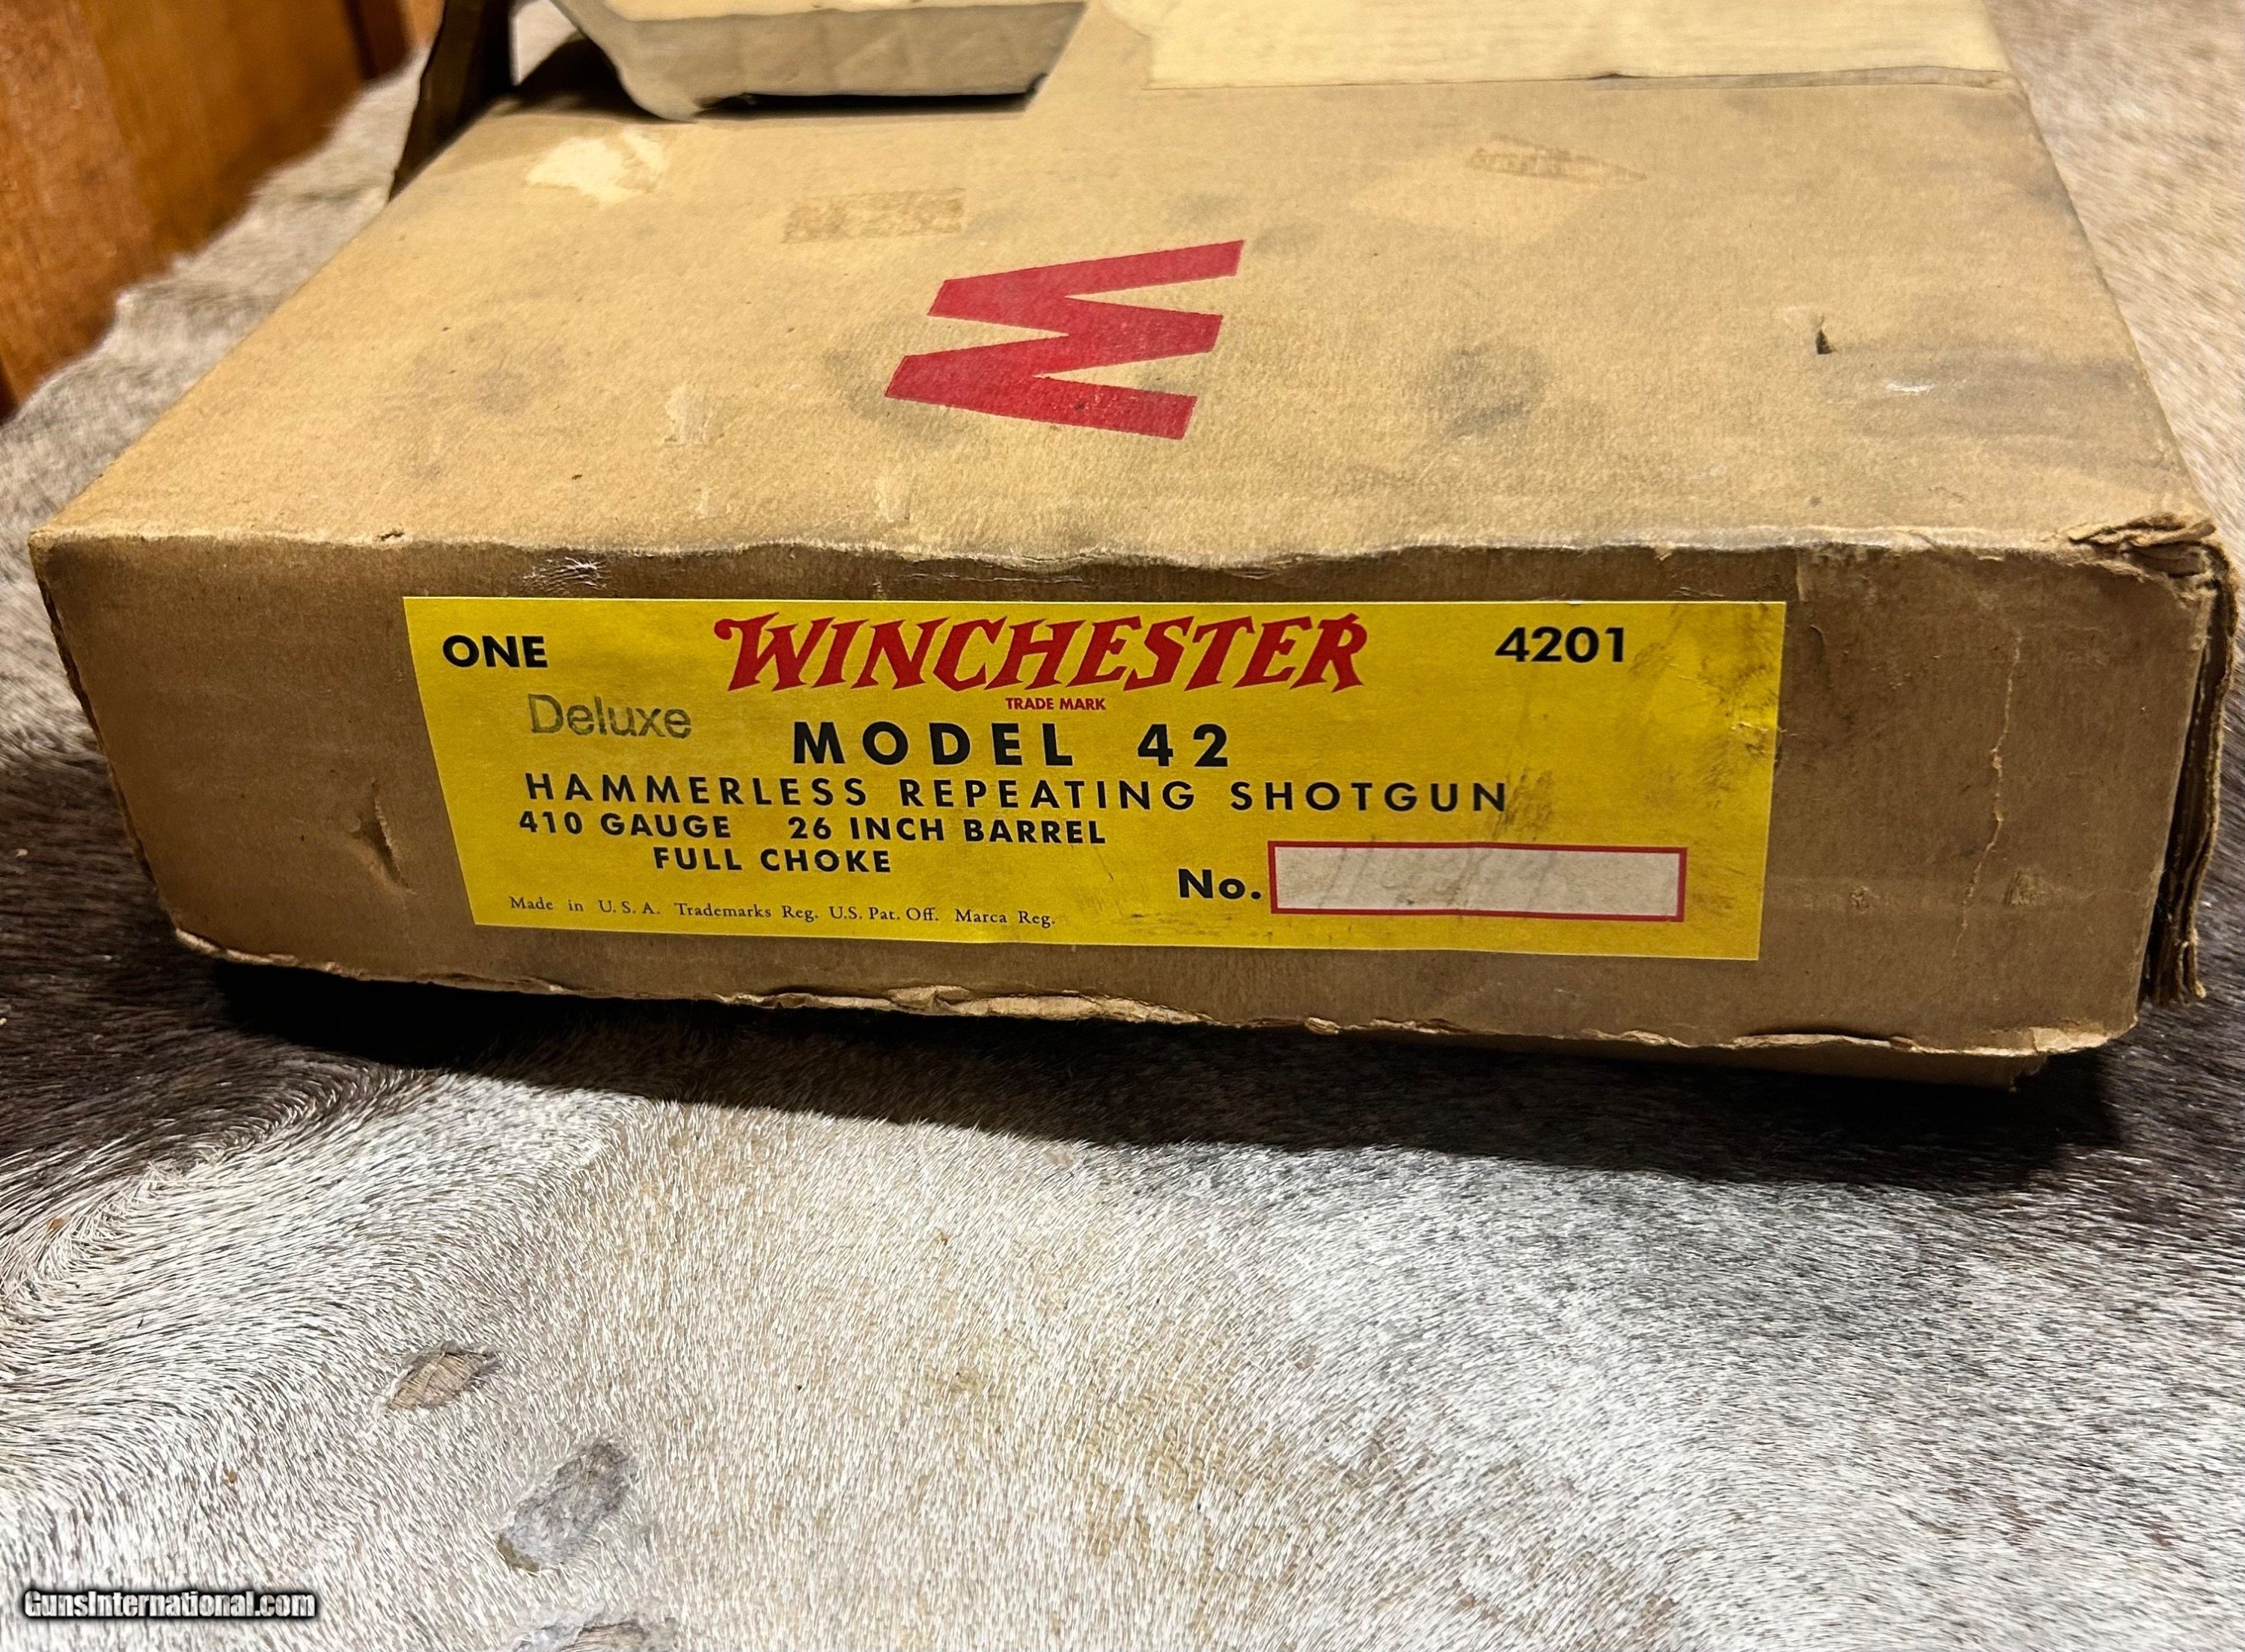 W
ONE WINCHESTER 4201
TRADE MARK
Deluxe
MODEL 42
HAMMERLESS REPEATING SHOTGUN
410 GAUGE 26 INCH BARREL
FULL CHOKE
No.
Made in U. S. A. Trademarks Reg. U.S. Pat. Off. Marca Reg.
GunsInternational.com